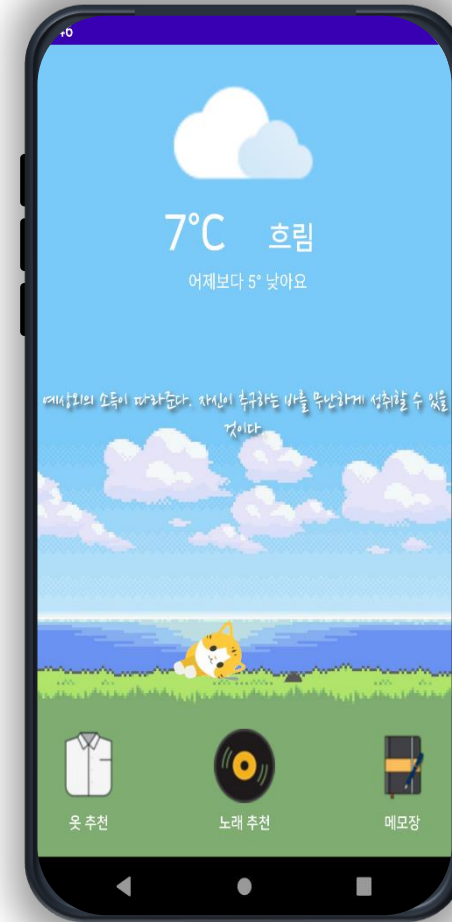 46
7°C 흐림
어제보다 5° 낮아요
예상외의 소득이 따라준다. 자신이 추구하는 바를 무난하게 성취할 수 있을
것이다
옷 추천
노래 추천
메모장